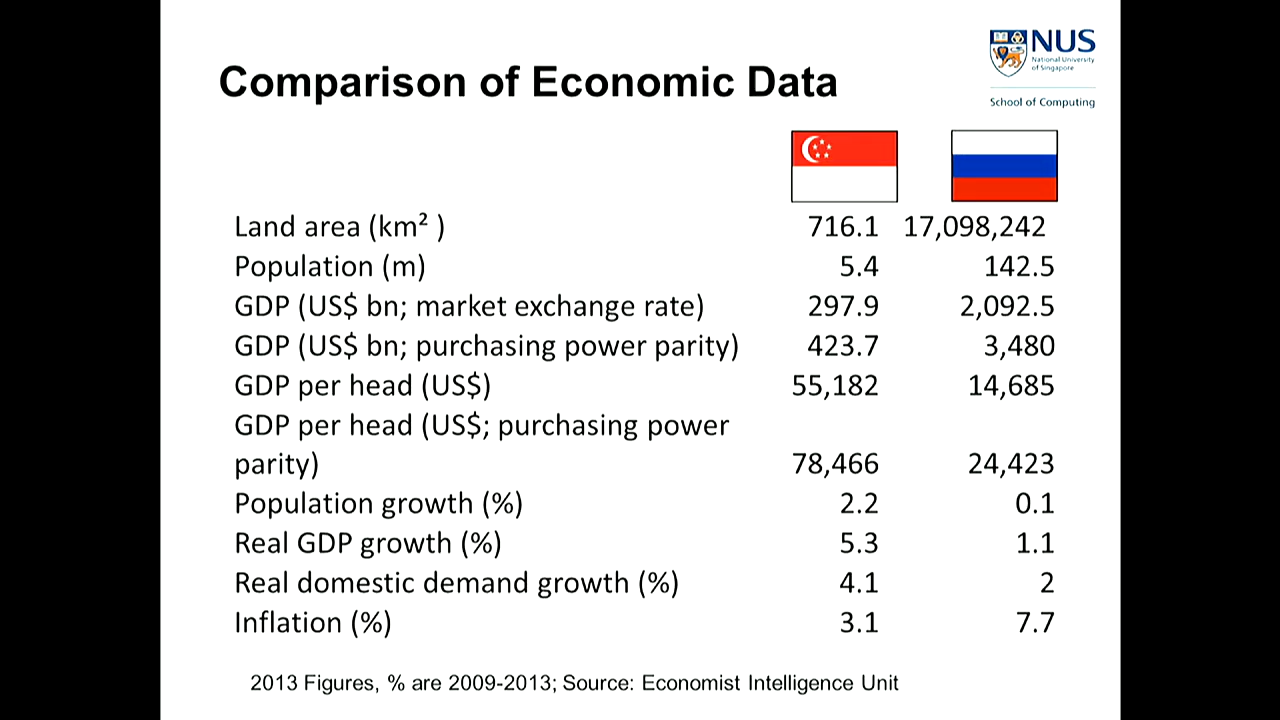 NUS
National University
of Singapore
School of Computing
Comparison of Economic Data
Land area (km² ) 716.1 17,098,242
Population (m) 5.4 142.5
GDP (US$ bn; market exchange rate) 297.9 2,092.5
GDP (US$ bn; purchasing power parity) 423.7 3,480
GDP per head (US$) 55,182 14,685
GDP per head (US$; purchasing power
parity) 78,466 24,423
Population growth (%) 2.2 0.1
Real GDP growth (%) 5.3 1.1
Real domestic demand growth (%) 4.1 2
Inflation (%) 3.1 7.7
2013 Figures, % are 2009-2013; Source: Economist Intelligence Unit